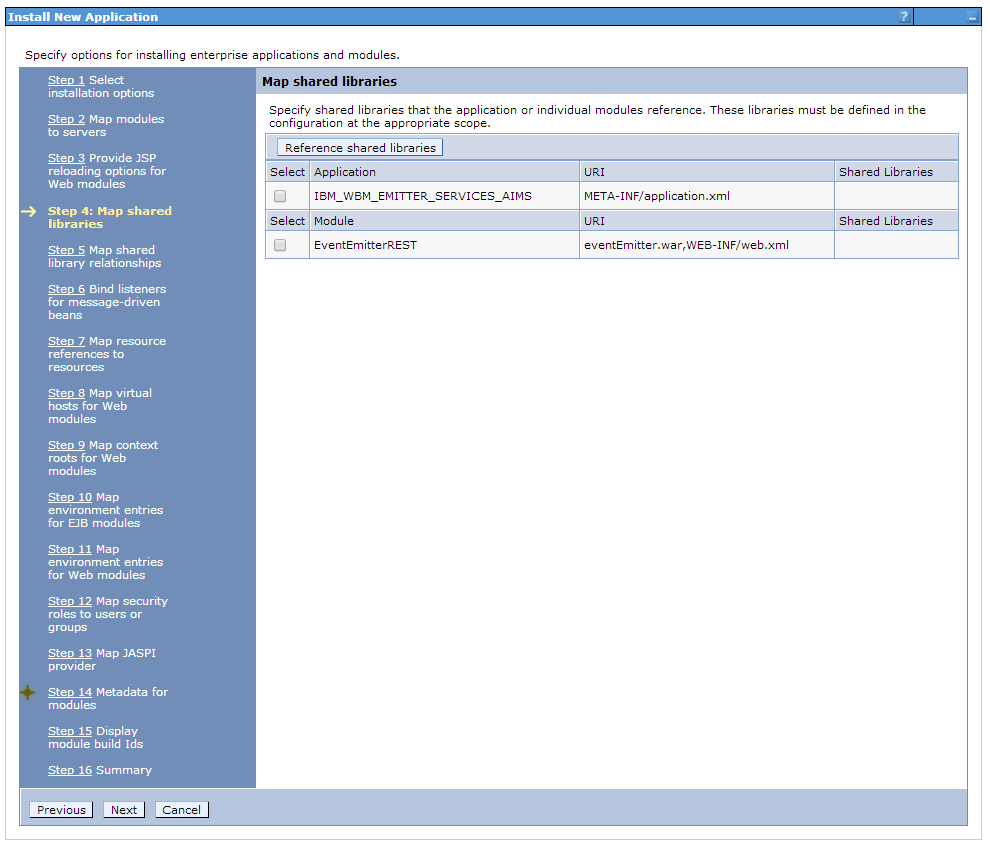 Install New Application
?
Specify options for installing enterprise applications and modules.
Step 1 Select
installation options
Step 2 Map modules
to servers
Step 3 Provide JSP
reloading options for
Web modules
Step 4: Map shared
libraries
Step 5 Map shared
library relationships
Step 6 Bind listeners
for message-driven
beans
Step 7 Map resource
references to
resources
Step 8 Map virtual
hosts for Web
modules
Step 9 Map context
roots for Web
modules
Step 10 Map
environment entries
for EJB modules
Step 11 Map
environment entries
for Web modules
Step 12 Map security
roles to users or
groups
Step 13 Map JASPI
provider
Step 14 Metadata for
modules
Step 15 Display
module build Ids
Step 16 Summary
Map shared libraries
Specify shared libraries that the application or individual modules reference. These libraries must be defined in the
configuration at the appropriate scope.
Reference shared libraries
Select Application URI Shared Libraries
IBM_WBM_EMITTER_SERVICES_AIMS META-INF/application.xml
Select Module URI Shared Libraries
EventEmitterREST eventEmitter.war,WEB-INF/web.xml
Previous Next Cancel